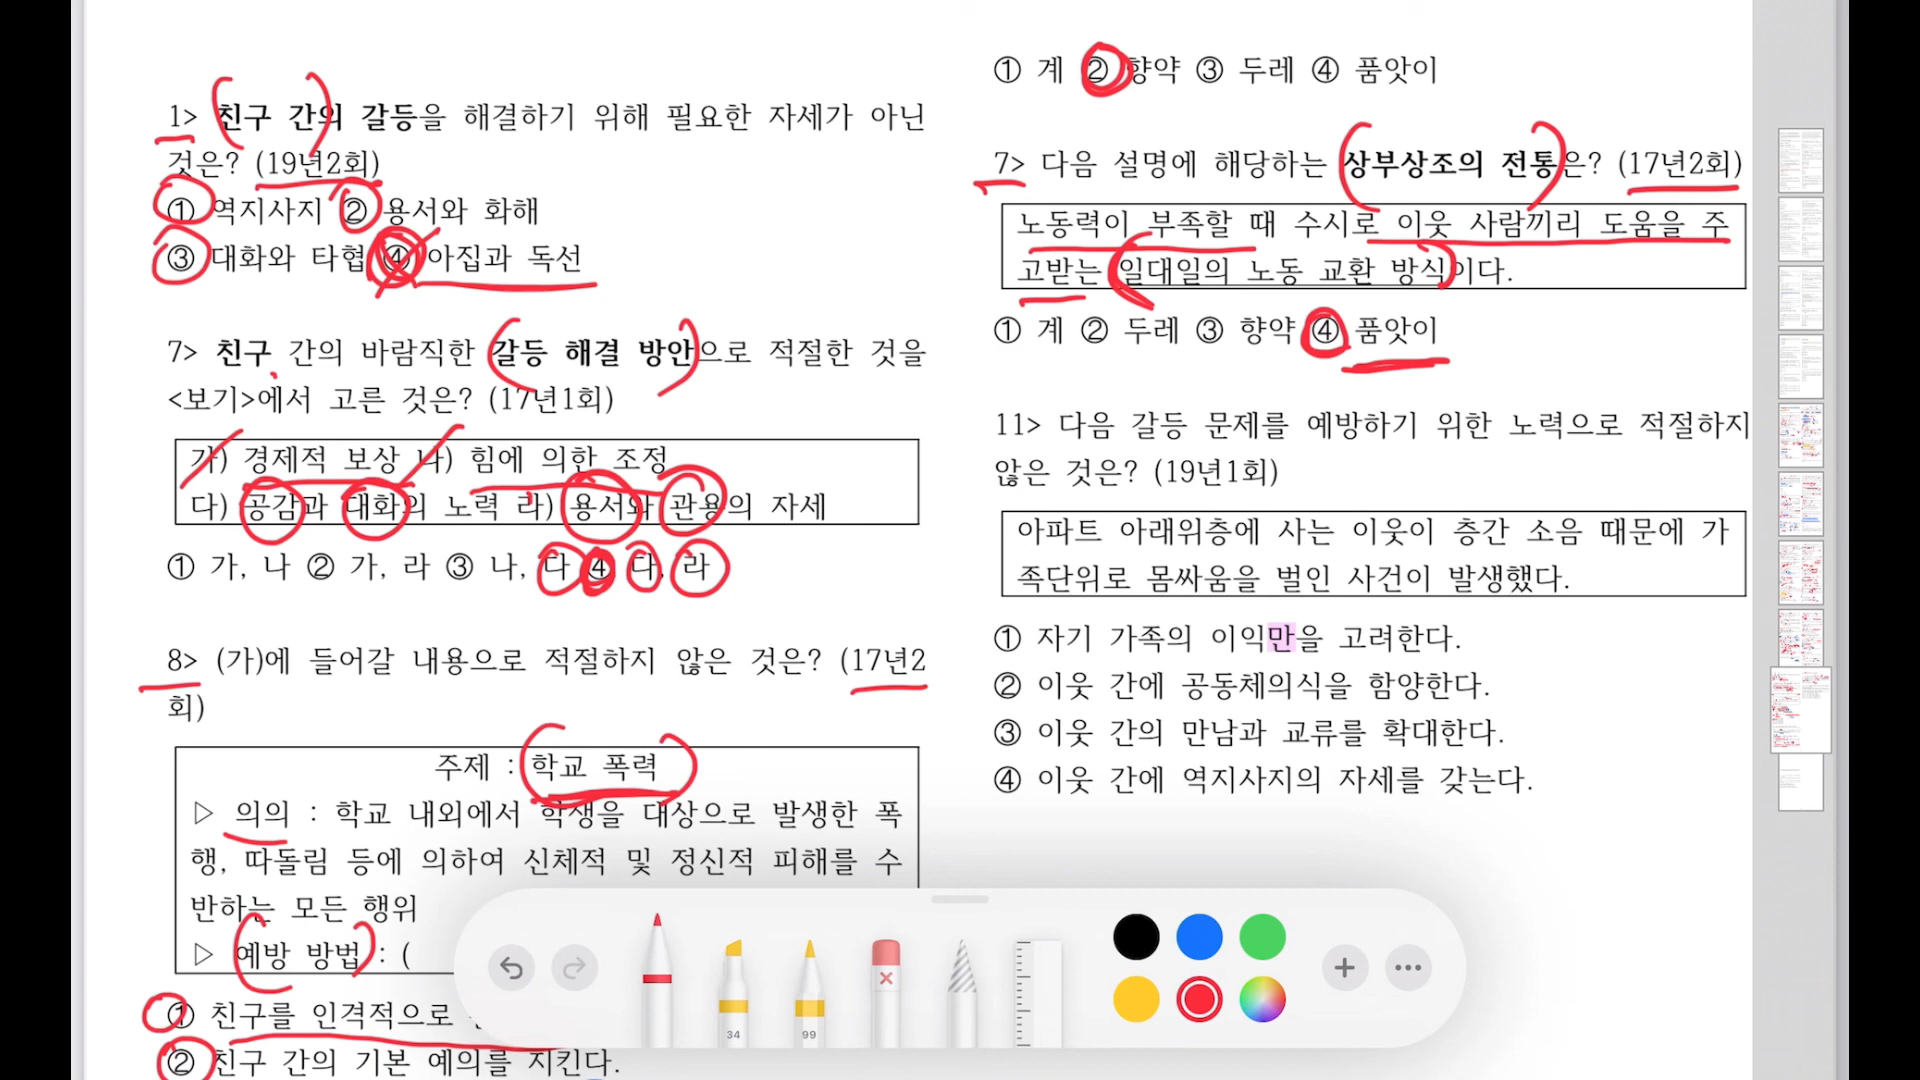 1> 친구 간의 갈등을 해결하기 위해 필요한 자세가 아닌
것은? (19년2회)
① 역지사지 ② 용서와 화해
③ 대화와 타협 ④ 아집과 독선
7> 친구 간의 바람직한 갈등 해결 방안으로 적절한 것을
<보기>에서 고른 것은? (17년1회)
가) 경제적 보상 나) 힘에 의한 조정
다) 공감과 대화의 노력 라) 용서와 관용의 자세
① 가, 나 ② 가, 라 ③ 나, 다 ④ 다, 라
8> (가)에 들어갈 내용으로 적절하지 않은 것은? (17년2
회)
주제 : 학교 폭력
▷ 의의 : 학교 내외에서 학생을 대상으로 발생한 폭
행, 따돌림 등에 의하여 신체적 및 정신적 피해를 수
반하는 모든 행위
▷ 예방 방법 : (
① 친구를 인격적으로
② 친구 간의 기본 예의를 지킨다.
① 계 ② 향약 ③ 두레 ④ 품앗이
7> 다음 설명에 해당하는 상부상조의 전통은? (17년2회)
노동력이 부족할 때 수시로 이웃 사람끼리 도움을 주
고받는 일대일의 노동 교환 방식이다.
① 계 ② 두레 ③ 향약 ④ 품앗이
11> 다음 갈등 문제를 예방하기 위한 노력으로 적절하지
않은 것은? (19년1회)
아파트 아래위층에 사는 이웃이 층간 소음 때문에 가
족단위로 몸싸움을 벌인 사건이 발생했다.
① 자기 가족의 이익만을 고려한다.
② 이웃 간에 공동체의식을 함양한다.
③ 이웃 간의 만남과 교류를 확대한다.
④ 이웃 간에 역지사지의 자세를 갖는다.
34
99